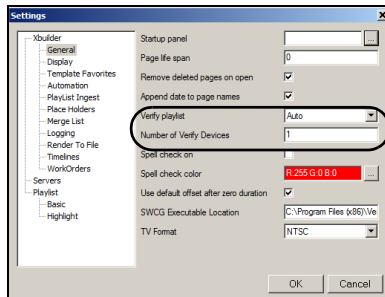 Settings
Xbuilder
General
Display
Template Favorites
Automation
PlayList Ingest
Place Holders
Merge List
Logging
Render To File
Timelines
WorkOrders
Servers
Playlist
Basic
Highlight
Startup panel ...
Page life span 0
Remove deleted pages on open
Append date to page names
Verify playlist Auto
Number of Verify Devices 1
Spell check on
Spell check color R:255 G:0 B:0 ...
Use default offset after zero duration
SWCG Executable Location C:\Program Files (x86)\Ve
TV Format NTSC
OK Cancel